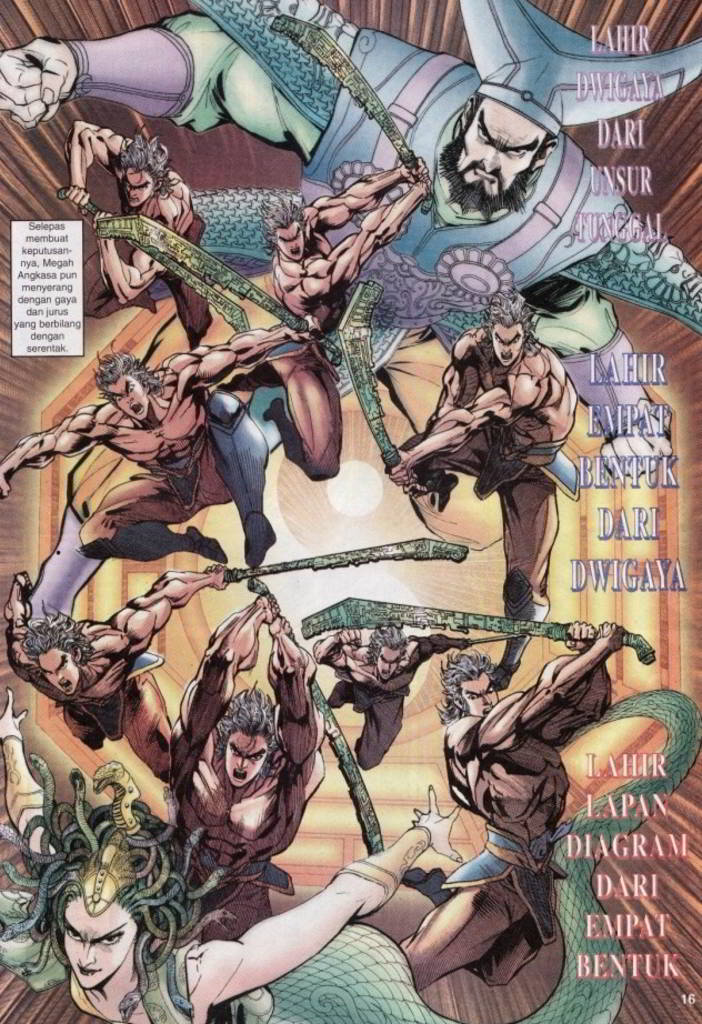 LAHIR
DWIGAYA
DARI
UNSUR
TUNGGAL
Selepas
membuat
keputusan-
nya, Megah
Angkasa pun
menyerang
dengan gaya
dan jurus
yang berbilang
serentak.
LAHIR
EMPAT
BENTUK
DARI
DWIGAYA
LAHIR
LAPAN
DIAGRAM
DARI
EMPAT
BENTUK
16